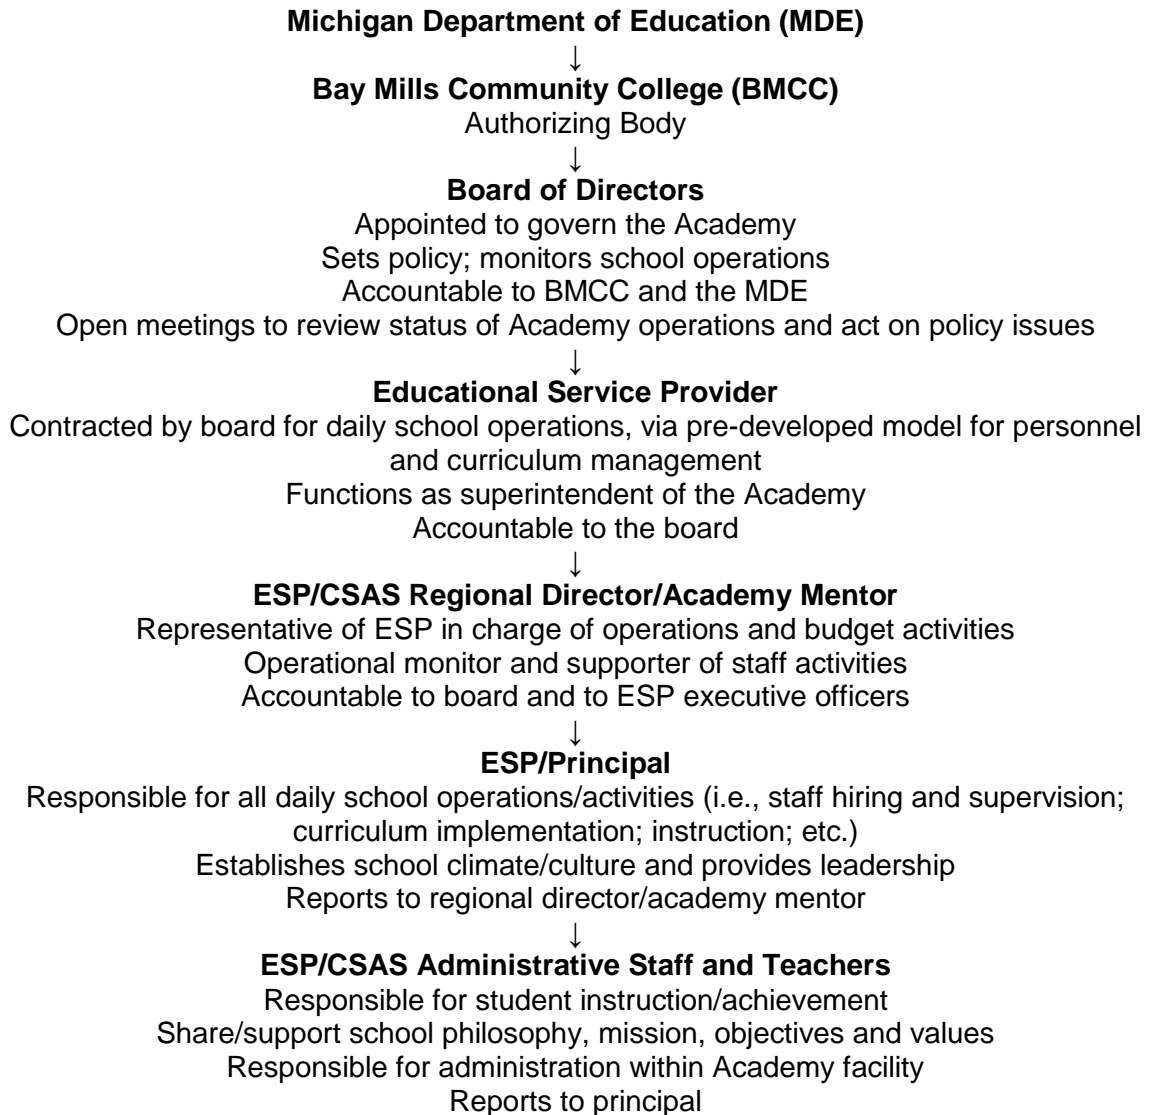 Michigan Department of Education (MDE)
↓
Bay Mills Community College (BMCC)
Authorizing Body
↓
Board of Directors
Appointed to govern the Academy
Sets policy; monitors school operations
Accountable to BMCC and the MDE
Open meetings to review status of Academy operations and act on policy issues
↓
Educational Service Provider
Contracted by board for daily school operations, via pre-developed model for personnel
and curriculum management
Functions as superintendent of the Academy
Accountable to the board
↓
ESP/CSAS Regional Director/Academy Mentor
Representative of ESP in charge of operations and budget activities
Operational monitor and supporter of staff activities
Accountable to board and to ESP executive officers
↓
ESP/Principal
Responsible for all daily school operations/activities (i.e., staff hiring and supervision;
curriculum implementation; instruction; etc.)
Establishes school climate/culture and provides leadership
Reports to regional director/academy mentor
↓
ESP/CSAS Administrative Staff and Teachers
Responsible for student instruction/achievement
Share/support school philosophy, mission, objectives and values
Responsible for administration within Academy facility
Reports to principal